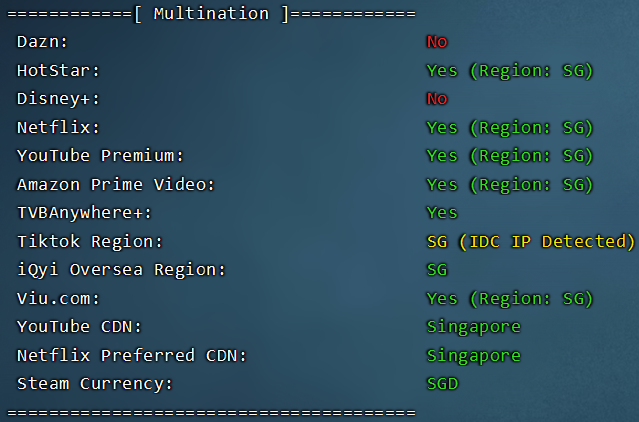 ============[ Multination ]============
Dazn: No
HotStar: Yes (Region: SG)
Disney+: No
Netflix: Yes (Region: SG)
YouTube Premium: Yes (Region: SG)
Amazon Prime Video: Yes (Region: SG)
TVBAnywhere+: Yes
Tiktok Region: SG (IDC IP Detected)
iQyi Oversea Region: SG
Viu.com: Yes (Region: SG)
YouTube CDN: Singapore
Netflix Preferred CDN: Singapore
Steam Currency: SGD
=======================================